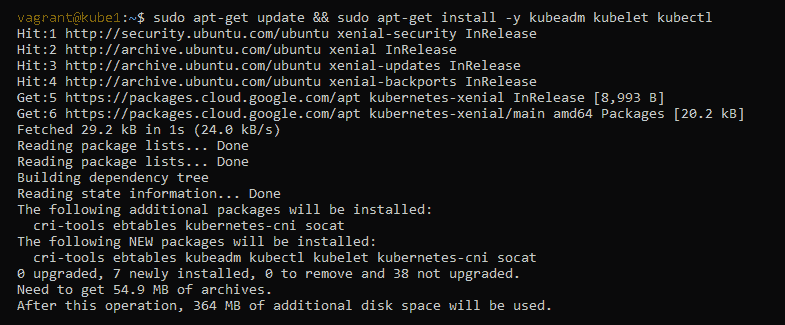 vagrant@kube1:~$ sudo apt-get update && sudo apt-get install -y kubeadm kubelet kubectl
Hit:1 http://security.ubuntu.com/ubuntu xenial-security InRelease
Hit:2 http://archive.ubuntu.com/ubuntu xenial InRelease
Hit:3 http://archive.ubuntu.com/ubuntu xenial-updates InRelease
Hit:4 http://archive.ubuntu.com/ubuntu xenial-backports InRelease
Get:5 https://packages.cloud.google.com/apt kubernetes-xenial InRelease [8,993 B]
Get:6 https://packages.cloud.google.com/apt kubernetes-xenial/main amd64 Packages [20.2 kB]
Fetched 29.2 kB in 1s (24.0 kB/s)
Reading package lists... Done
Reading package lists... Done
Building dependency tree
Reading state information... Done
The following additional packages will be installed:
  cri-tools ebtables kubernetes-cni socat
The following NEW packages will be installed:
  cri-tools ebtables kubeadm kubectl kubelet kubernetes-cni socat
0 upgraded, 7 newly installed, 0 to remove and 38 not upgraded.
Need to get 54.9 MB of archives.
After this operation, 364 MB of additional disk space will be used.